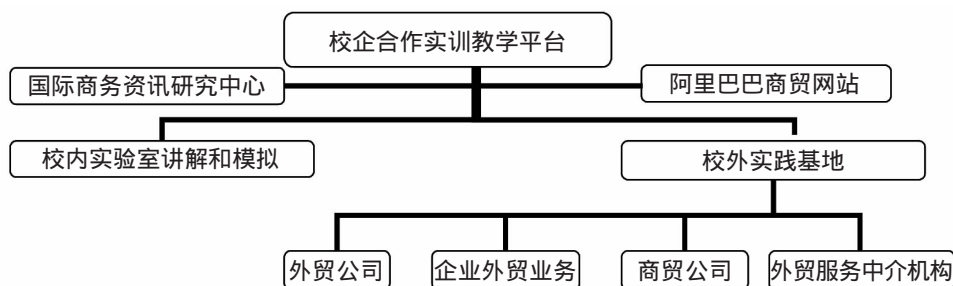 校企合作实训教学平台
国际商务资讯研究中心
阿里巴巴商贸网站
校内实验室讲解和模拟
校外实践基地
外贸公司
企业外贸业务
商贸公司
外贸服务中介机构